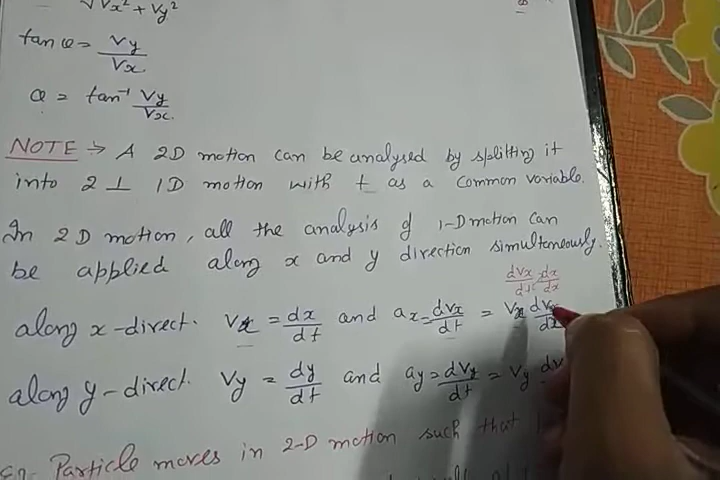 √Vx² + Vy²
tan θ = Vy/Vx
θ = tan⁻¹ Vy/Vx.
NOTE → A 2D motion can be analysed by splitting it
into 2 ⊥ 1D motion with t as a common variable.
In 2D motion, all the analysis of 1-D motion can
be applied along x and y direction simultaneously.
dVx/dt · dx/dx
along x-direct. Vx = dx/dt and ax = dVx/dt = Vx dVx/dx
along y-direct. Vy = dy/dt and ay = dVy/dt = Vy dV
Particle moves in 2-D motion such that